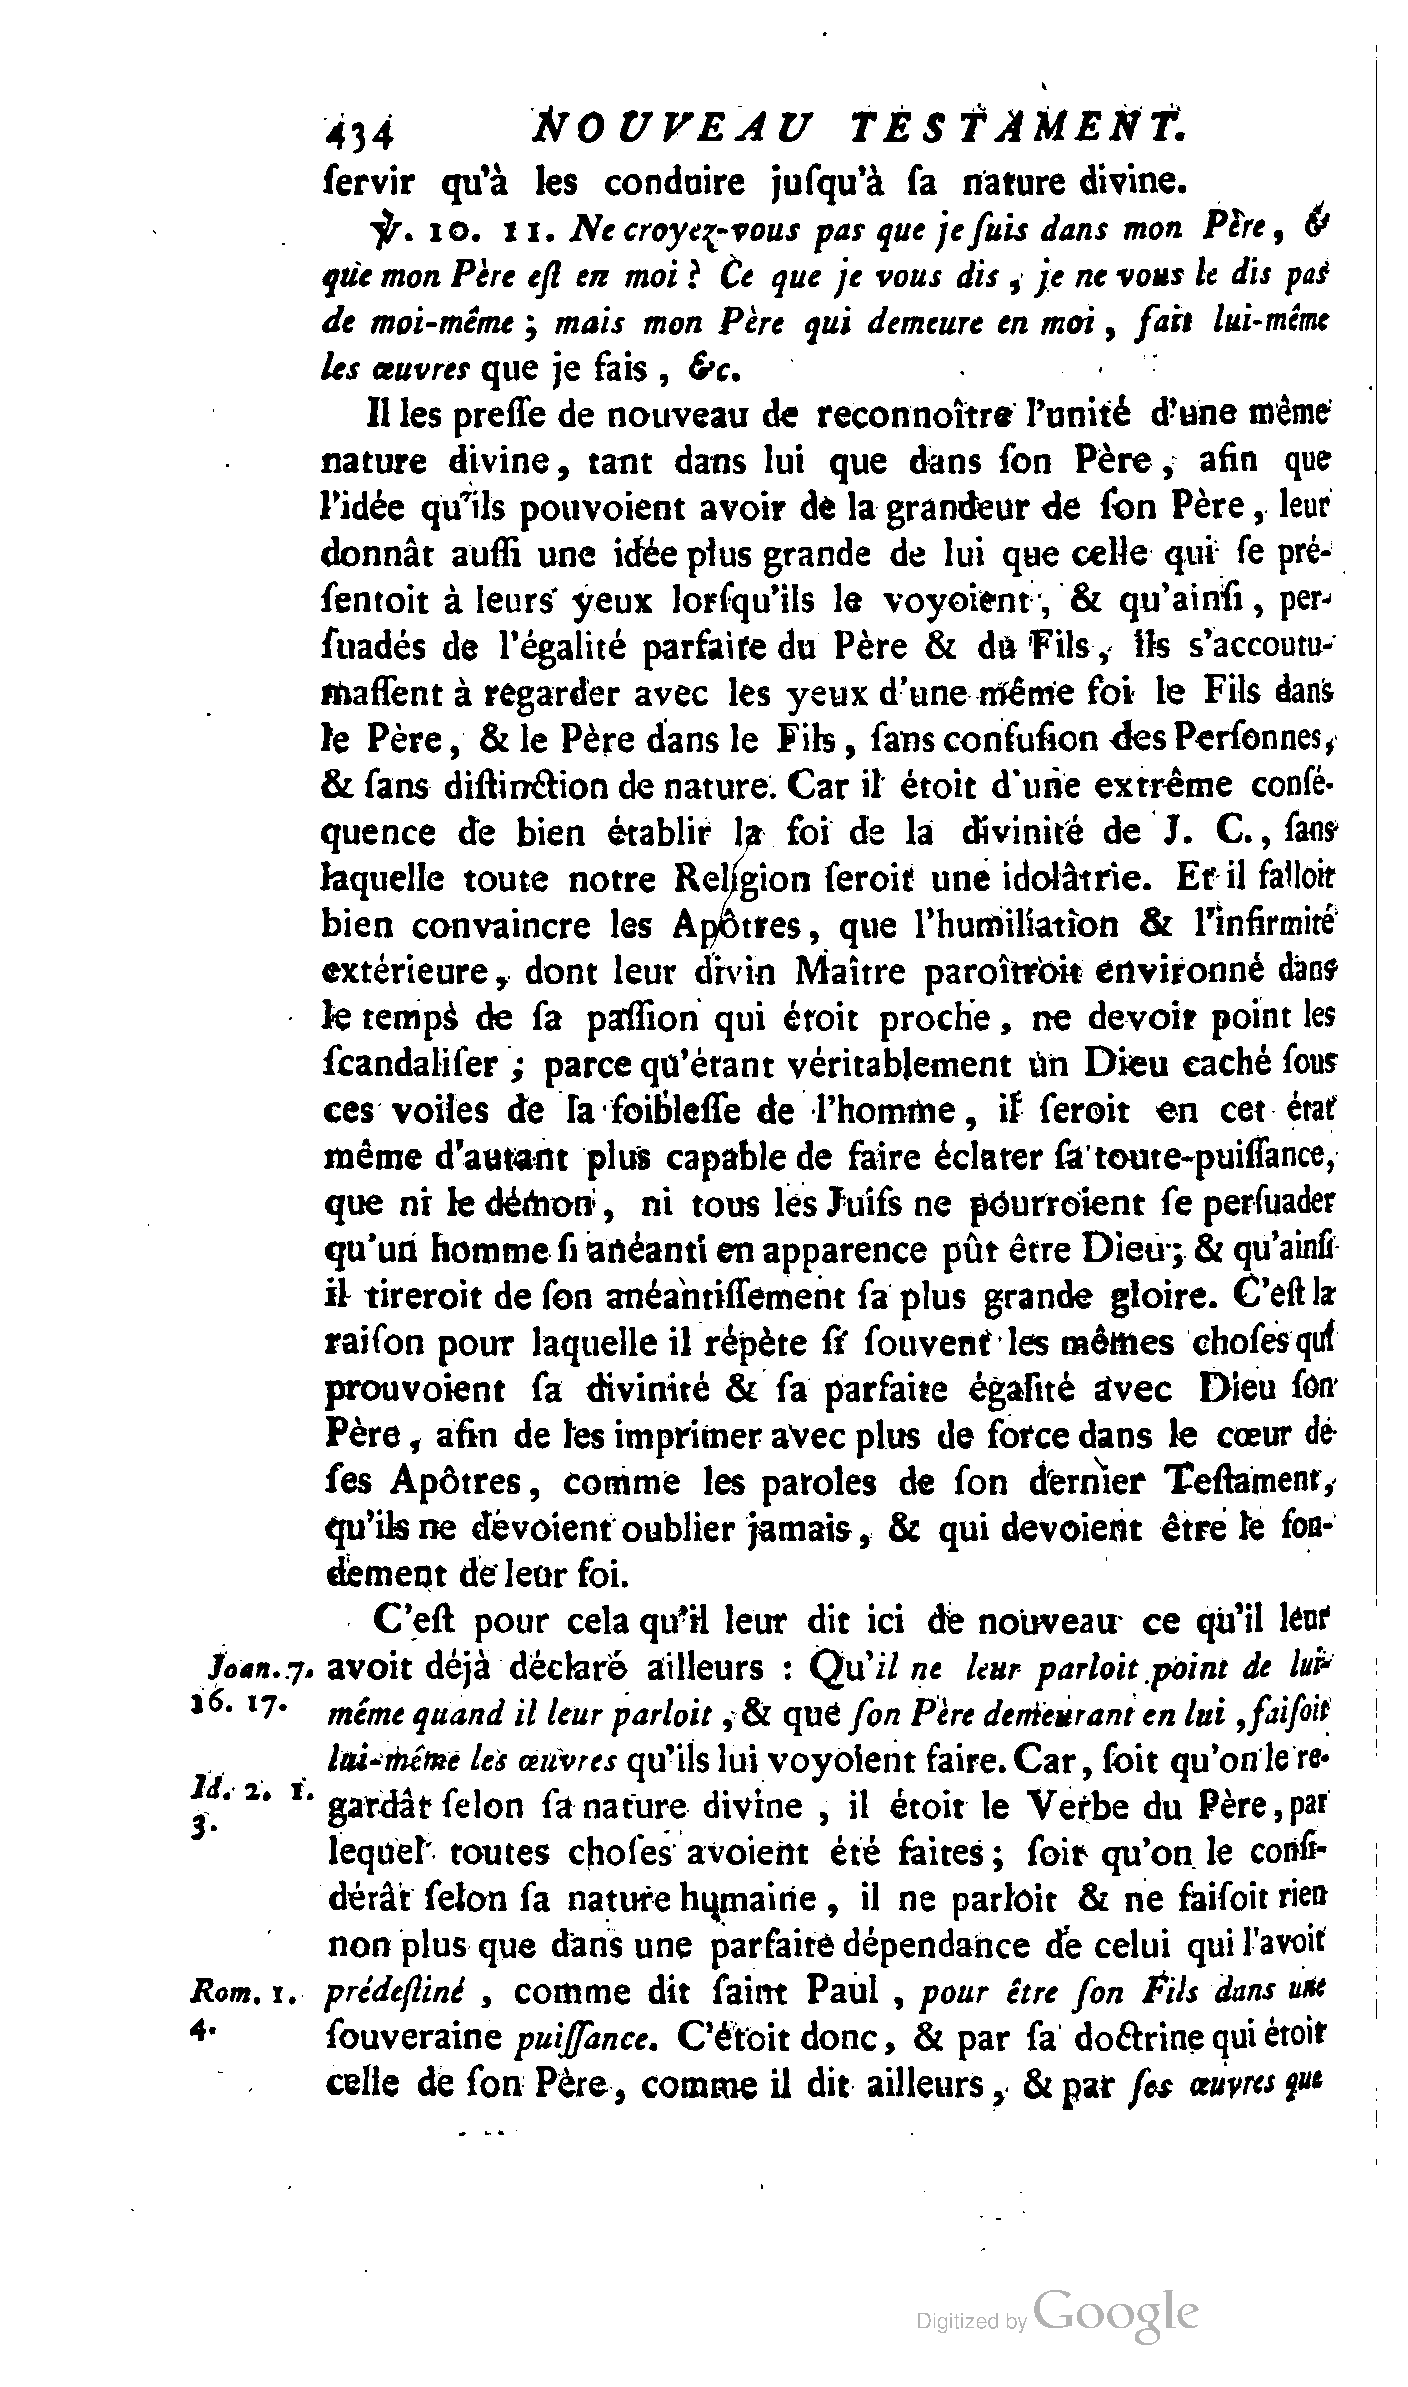 434 NOUVEAU TESTAMENT.
ſervir qu'à les conduire juſqu'à ſa nature divine.
℣. 10. 11. Ne croyez-vous pas que je ſuis dans mon Père, &
que mon Père eſt en moi ? Ce que je vous dis, je ne vous le dis pas
de moi-même ; mais mon Père qui demeure en moi, fait lui-même
les œuvres que je fais, &c.
Il les preſſe de nouveau de reconnoître l'unité d'une même
nature divine, tant dans lui que dans ſon Père, afin que
l'idée qu'ils pouvoient avoir de la grandeur de ſon Père, leur
donnât auſſi une idée plus grande de lui que celle qui ſe pré-
ſentoit à leurs yeux lorſqu'ils le voyoient ; & qu'ainſi, per-
ſuadés de l'égalité parfaite du Père & du Fils, ils s'accoutu-
maſſent à regarder avec les yeux d'une même foi le Fils dans
le Père, & le Père dans le Fils, ſans confuſion des Perſonnes,
& ſans diſtinction de nature. Car il étoit d'une extrême conſé-
quence de bien établir la foi de la divinité de J. C., ſans
laquelle toute notre Religion ſeroit une idolâtrie. Et il falloit
bien convaincre les Apôtres, que l'humiliation & l'infirmité
extérieure, dont leur divin Maître paroîtroit environné dans
le temps de ſa paſſion qui étoit proche, ne devoit point les
ſcandaliſer ; parce qu'étant véritablement un Dieu caché ſous
ces voiles de la foibleſſe de l'homme, il ſeroit en cet état
même d'autant plus capable de faire éclater ſa toute-puiſſance,
que ni le démon, ni tous les Juifs ne pourroient ſe perſuader
qu'un homme ſi anéanti en apparence pût être Dieu ; & qu'ainſi
il tireroit de ſon anéantiſſement ſa plus grande gloire. C'eſt la
raiſon pour laquelle il répète ſi ſouvent les mêmes choſes qui
prouvoient ſa divinité & ſa parfaite égalité avec Dieu ſon
Père, afin de les imprimer avec plus de force dans le cœur de
ſes Apôtres, comme les paroles de ſon dernier Teſtament,
qu'ils ne devoient oublier jamais, & qui devoient être le fon-
dement de leur foi.
C'eſt pour cela qu'il leur dit ici de nouveau ce qu'il leur
Joan. 7. avoit déjà déclaré ailleurs : Qu'il ne leur parloit point de lui-
16. 17. même quand il leur parloit, & que ſon Père demeurant en lui, faiſoit
lui-même les œuvres qu'ils lui voyoient faire. Car, ſoit qu'on le re-
Id. 2. 1. gardât ſelon ſa nature divine, il étoit le Verbe du Père, par
3. lequel toutes choſes avoient été faites ; ſoit qu'on le conſi-
dérât ſelon ſa nature humaine, il ne parloit & ne faiſoit rien
non plus que dans une parfaite dépendance de celui qui l'avoit
Rom. 1. prédeſtiné, comme dit ſaint Paul, pour être ſon Fils dans une
4. ſouveraine puiſſance. C'étoit donc, & par ſa doctrine qui étoit
celle de ſon Père, comme il dit ailleurs, & par ſes œuvres que
Digitized by Google